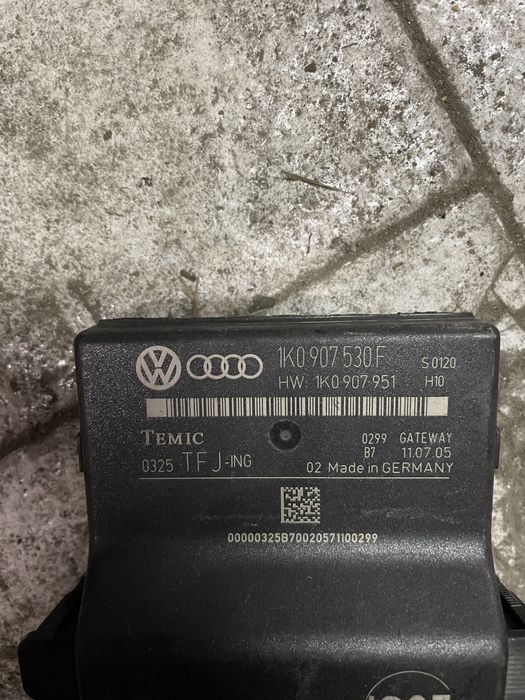 1K0 907 530 F S 0120
HW: 1K0 907 951 H10
TEMIC 0299 GATEWAY
B7 11.07.05
0325 TFJ-ING 02 Made in GERMANY
00000325B70020571100299